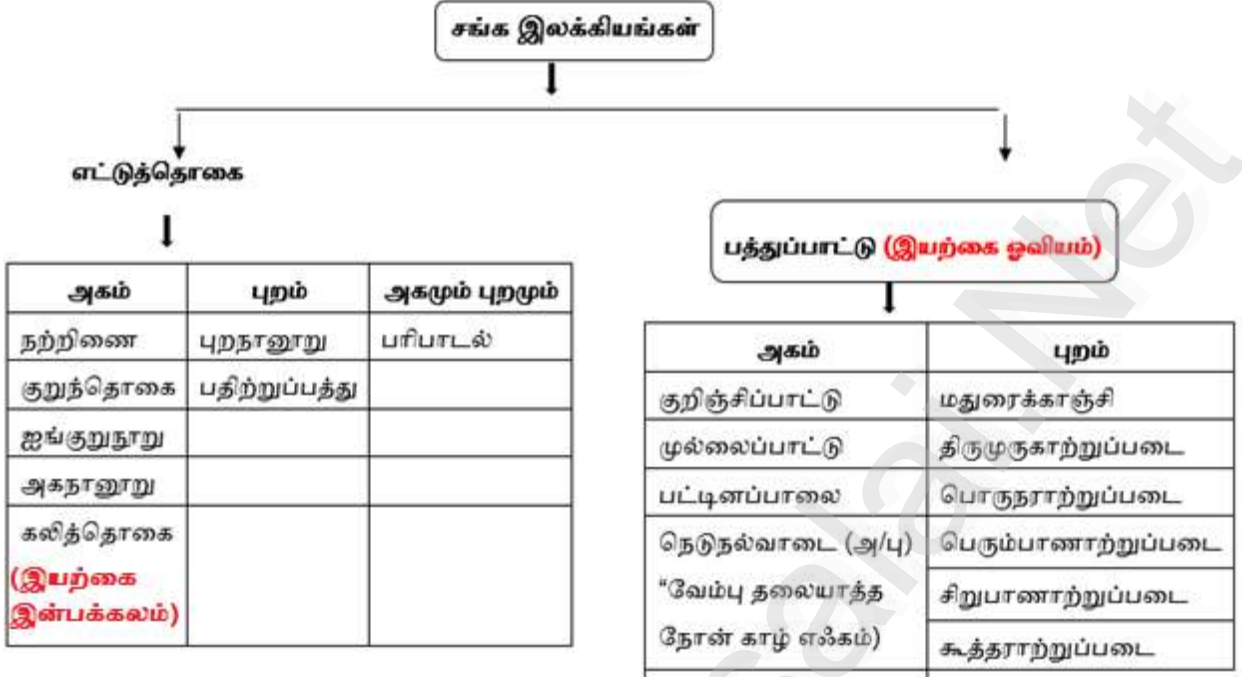 சங்க இலக்கியங்கள்
எட்டுத்தொகை
அகம் புறம் அகமும் புறமும்
நற்றிணை புறநானூறு பரிபாடல்
குறுந்தொகை பதிற்றுப்பத்து
ஐங்குறுநூறு
அகநானூறு
கலித்தொகை
(இயற்கை
இன்பக்கலம்)
பத்துப்பாட்டு (இயற்கை ஓவியம்)
அகம் புறம்
குறிஞ்சிப்பாட்டு மதுரைக்காஞ்சி
முல்லைப்பாட்டு திருமுருகாற்றுப்படை
பட்டினப்பாலை பொருநராற்றுப்படை
நெடுநல்வாடை (அ/பு) பெரும்பாணாற்றுப்படை
“வேம்பு தலையாத்த சிறுபாணாற்றுப்படை
நோன் காழ் எஃகம்) கூத்தராற்றுப்படை